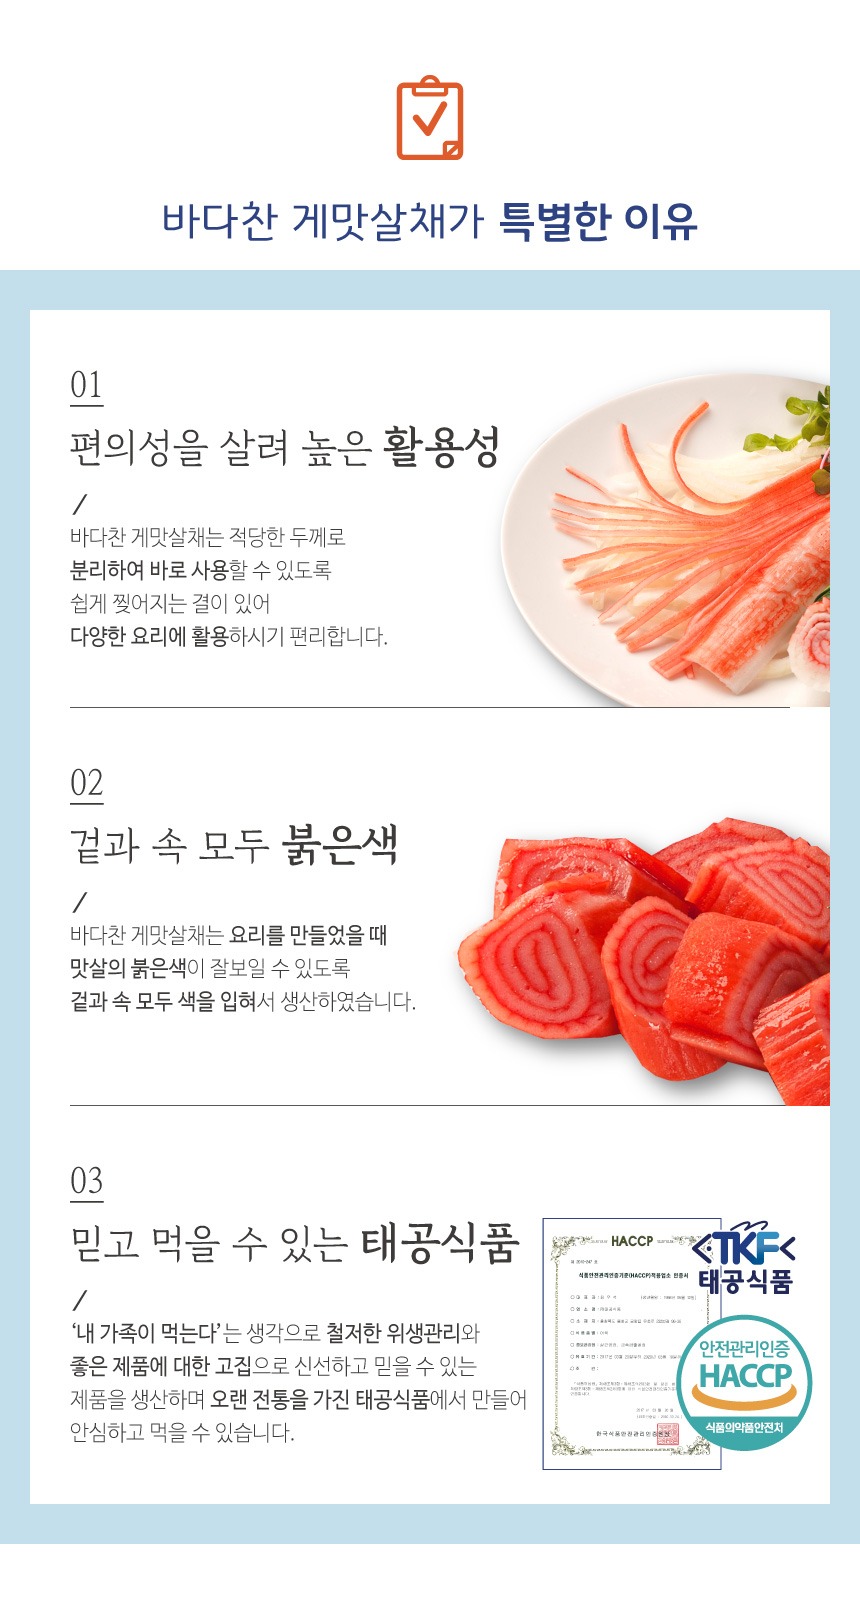 바다찬 게맛살채가 특별한 이유
01
편의성을 살려 높은 활용성
/
바다찬 게맛살채는 적당한 두께로
분리하여 바로 사용할 수 있도록
쉽게 찢어지는 결이 있어
다양한 요리에 활용하시기 편리합니다.
02
겉과 속 모두 붉은색
/
바다찬 게맛살채는 요리를 만들었을 때
맛살의 붉은색이 잘보일 수 있도록
겉과 속 모두 색을 입혀서 생산하였습니다.
03
믿고 먹을 수 있는 태공식품
/
‘내 가족이 먹는다’는 생각으로 철저한 위생관리와
좋은 제품에 대한 고집으로 신선하고 믿을 수 있는
제품을 생산하며 오랜 전통을 가진 태공식품에서 만들어
안심하고 먹을 수 있습니다.
HACCP
식품안전관리인증기준(HACCP)적용업소 인증서
한국식품안전관리인증원장
TKF
태공식품
안전관리인증
HACCP
식품의약품안전처